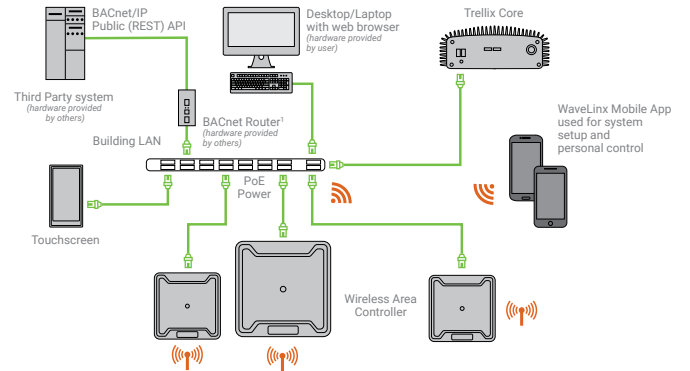 BACnet/IP
Public (REST) API
Desktop/Laptop
with web browser
(hardware provided
by user)
Trellix Core
Third Party system
(hardware provided
by others)
BACnet Router¹
(hardware provided
by others)
Building LAN
WaveLinx Mobile App
used for system
setup and
personal control
PoE
Power
Touchscreen
Wireless Area
Controller